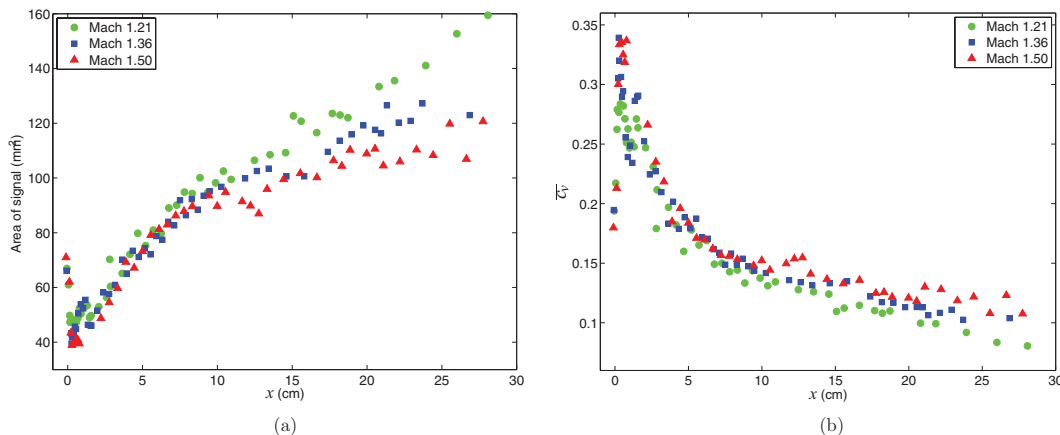 160
140
120
100
80
60
40
Area of signal (mm²)
0
5
10
15
20
25
30
x (cm)
Mach 1.21
Mach 1.36
Mach 1.50
(a)
0.35
0.3
0.25
0.2
0.15
0.1
c̅ᵥ
0
5
10
15
20
25
30
x (cm)
Mach 1.21
Mach 1.36
Mach 1.50
(b)